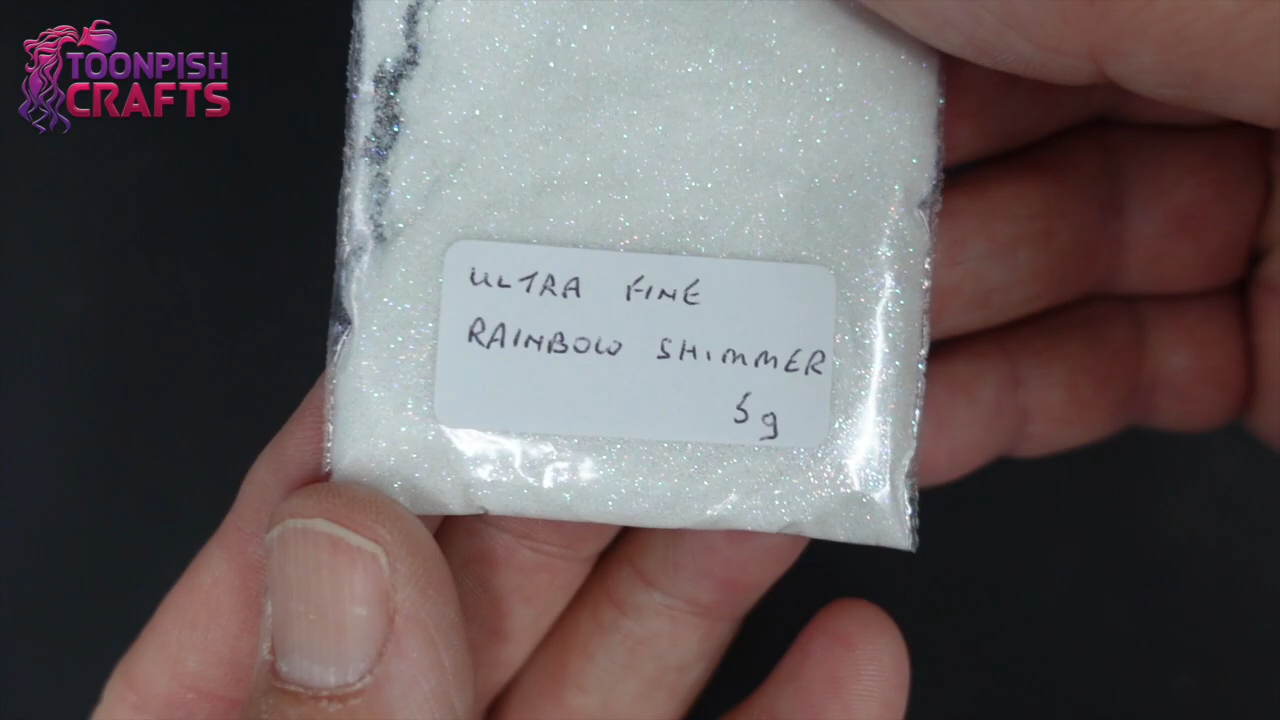 TOONPISH
CRAFTS
ULTRA FINE
RAINBOW SHIMMER
5g